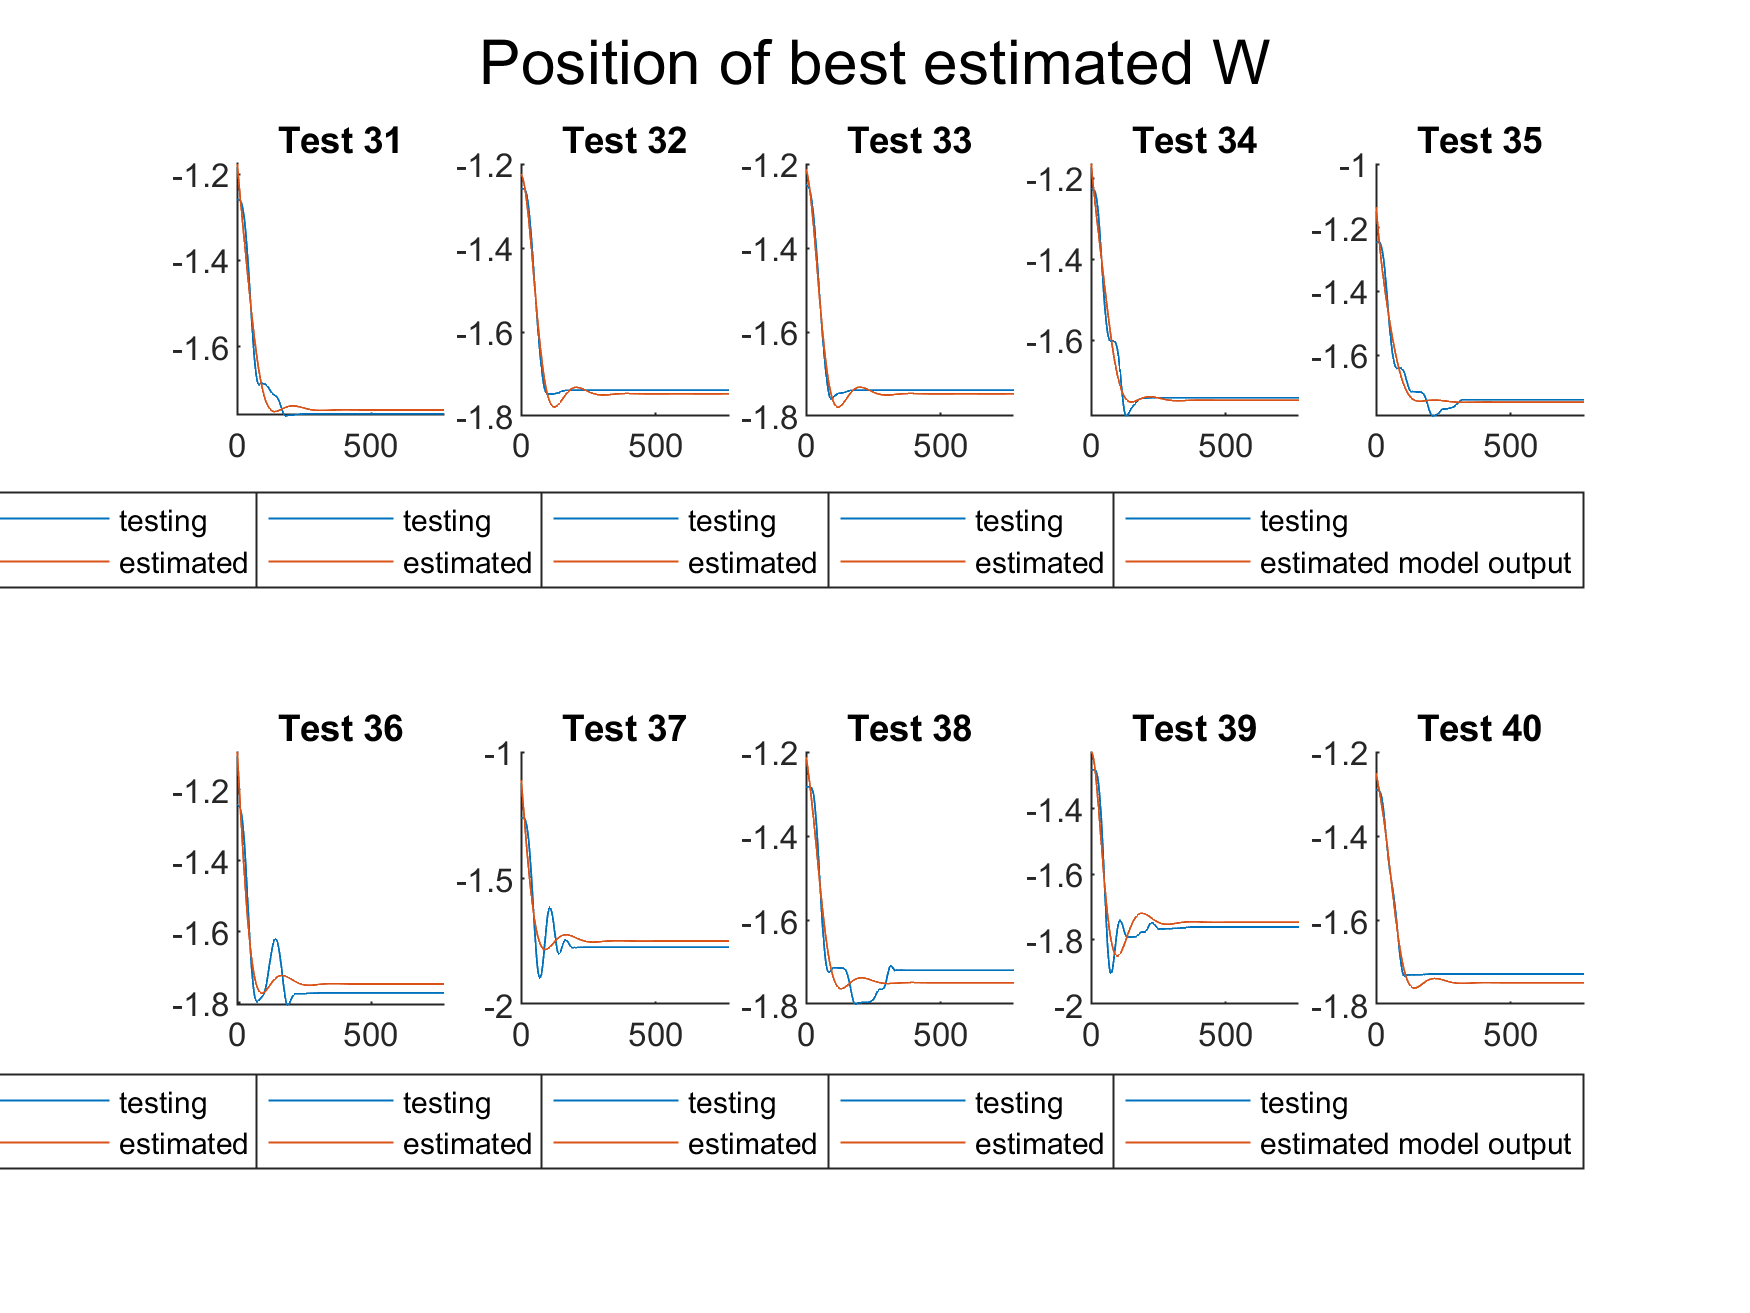 Position of best estimated W
Test 31 Test 32 Test 33 Test 34 Test 35
-1.2 -1.4 -1.6 0 500
-1.2 -1.4 -1.6 -1.8 0 500
-1.2 -1.4 -1.6 -1.8 0 500
-1.2 -1.4 -1.6 0 500
-1 -1.2 -1.4 -1.6 0 500
testing testing testing testing testing
estimated estimated estimated estimated estimated model output
Test 36 Test 37 Test 38 Test 39 Test 40
-1.2 -1.4 -1.6 -1.8 0 500
-1 -1.5 -2 0 500
-1.2 -1.4 -1.6 -1.8 0 500
-1.4 -1.6 -1.8 -2 0 500
-1.2 -1.4 -1.6 -1.8 0 500
testing testing testing testing testing
estimated estimated estimated estimated estimated model output